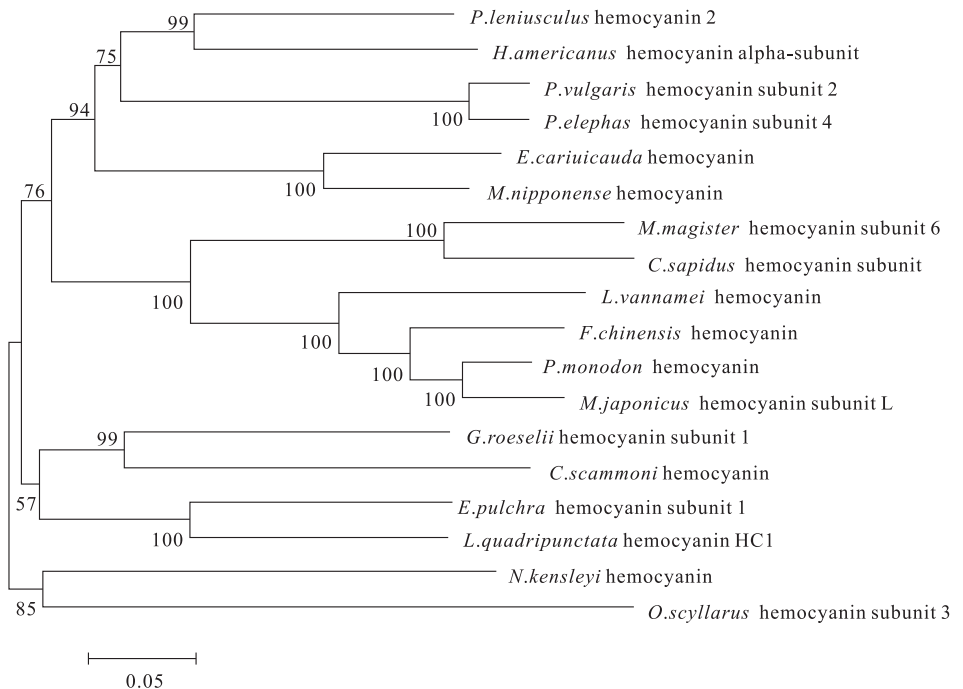 99
P.leniusculus hemocyanin 2
75
H.americanus hemocyanin alpha-subunit
94
P.vulgaris hemocyanin subunit 2
100
P.elephas hemocyanin subunit 4
E.cariuicauda hemocyanin
76
100
M.nipponense hemocyanin
100
M.magister hemocyanin subunit 6
C.sapidus hemocyanin subunit
100
L.vannamei hemocyanin
100
F.chinensis hemocyanin
100
P.monodon hemocyanin
100
M.japonicus hemocyanin subunit L
99
G.roeselii hemocyanin subunit 1
C.scammoni hemocyanin
57
E.pulchra hemocyanin subunit 1
100
L.quadripunctata hemocyanin HC1
N.kensleyi hemocyanin
85
O.scyllarus hemocyanin subunit 3
0.05